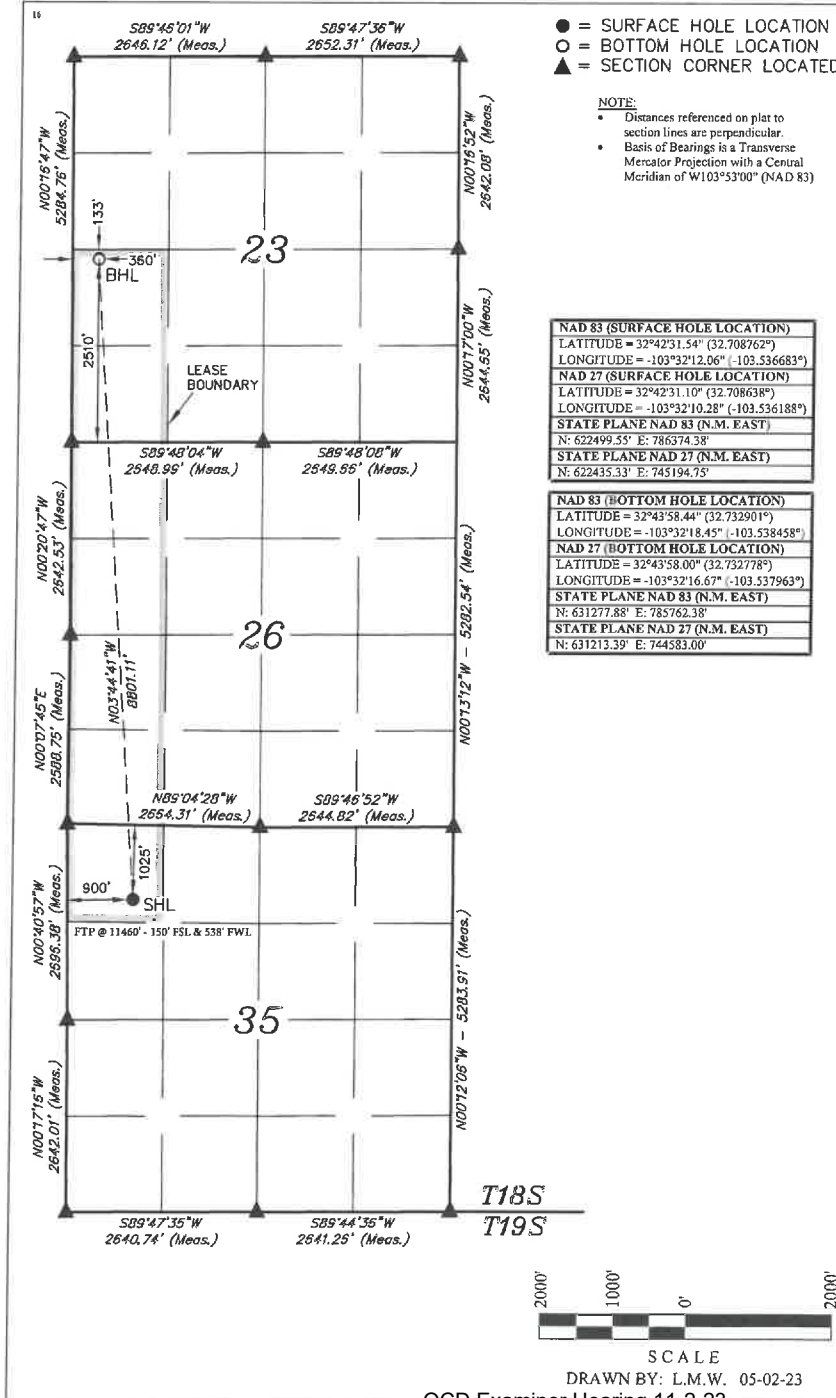 16
S89°46'01"W
2646.12' (Meas.)
S89°47'36"W
2652.31' (Meas.)
● = SURFACE HOLE LOCATION
○ = BOTTOM HOLE LOCATION
▲ = SECTION CORNER LOCATED
NOTE:
• Distances referenced on plat to
section lines are perpendicular.
• Basis of Bearings is a Transverse
Mercator Projection with a Central
Meridian of W103°53'00" (NAD 83)
N00°16'47"W
5284.76' (Meas.)
N00°16'52"W
2642.08' (Meas.)
133'
23
360'
BHL
2510'
N00°17'00"W
2644.55' (Meas.)
LEASE
BOUNDARY
NAD 83 (SURFACE HOLE LOCATION)
LATITUDE = 32°42'31.54" (32.708762°)
LONGITUDE = -103°32'12.06" (-103.536683°)
NAD 27 (SURFACE HOLE LOCATION)
LATITUDE = 32°42'31.10" (32.708638°)
LONGITUDE = -103°32'10.28" (-103.536188°)
STATE PLANE NAD 83 (N.M. EAST)
N: 622499.55' E: 786374.38'
STATE PLANE NAD 27 (N.M. EAST)
N: 622435.33' E: 745194.75'
S89°48'04"W
2648.99' (Meas.)
S89°48'08"W
2649.66' (Meas.)
NAD 83 (BOTTOM HOLE LOCATION)
LATITUDE = 32°43'58.44" (32.732901°)
LONGITUDE = -103°32'18.45" (-103.538458°)
NAD 27 (BOTTOM HOLE LOCATION)
LATITUDE = 32°43'58.00" (32.732778°)
LONGITUDE = -103°32'16.67" (-103.537963°)
STATE PLANE NAD 83 (N.M. EAST)
N: 631277.88' E: 785762.38'
STATE PLANE NAD 27 (N.M. EAST)
N: 631213.39' E: 744583.00'
N00°20'47"W
2642.53' (Meas.)
26
N03°44'41"W
8801.11'
N00°13'12"W - 5282.54' (Meas.)
N00°07'45"E
2588.75' (Meas.)
N89°04'28"W
2654.31' (Meas.)
S89°46'52"W
2644.82' (Meas.)
1025'
900'
SHL
FTP @ 11460' - 150' FSL & 538' FWL
N00°40'57"W
2695.38' (Meas.)
35
N00°12'06"W - 5283.91' (Meas.)
N00°17'15"W
2642.01' (Meas.)
T18S
T19S
S89°47'35"W
2640.74' (Meas.)
S89°44'36"W
2641.25' (Meas.)
2000'
1000'
0'
2000'
SCALE
DRAWN BY: L.M.W. 05-02-23
OCD Examiner Hearing 11-2-23